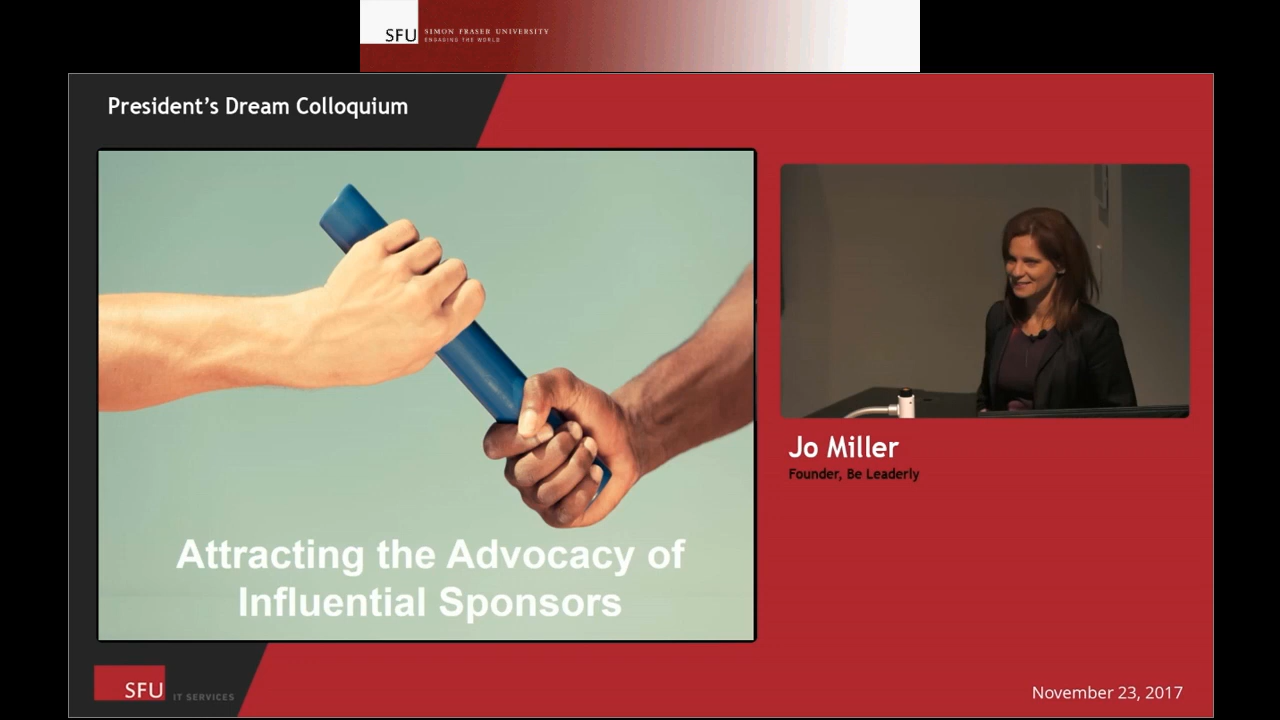 SFU
SIMON FRASER UNIVERSITY
ENGAGING THE WORLD
President's Dream Colloquium
Attracting the Advocacy of
Influential Sponsors
Jo Miller
Founder, Be Leaderly
SFU IT SERVICES
November 23, 2017